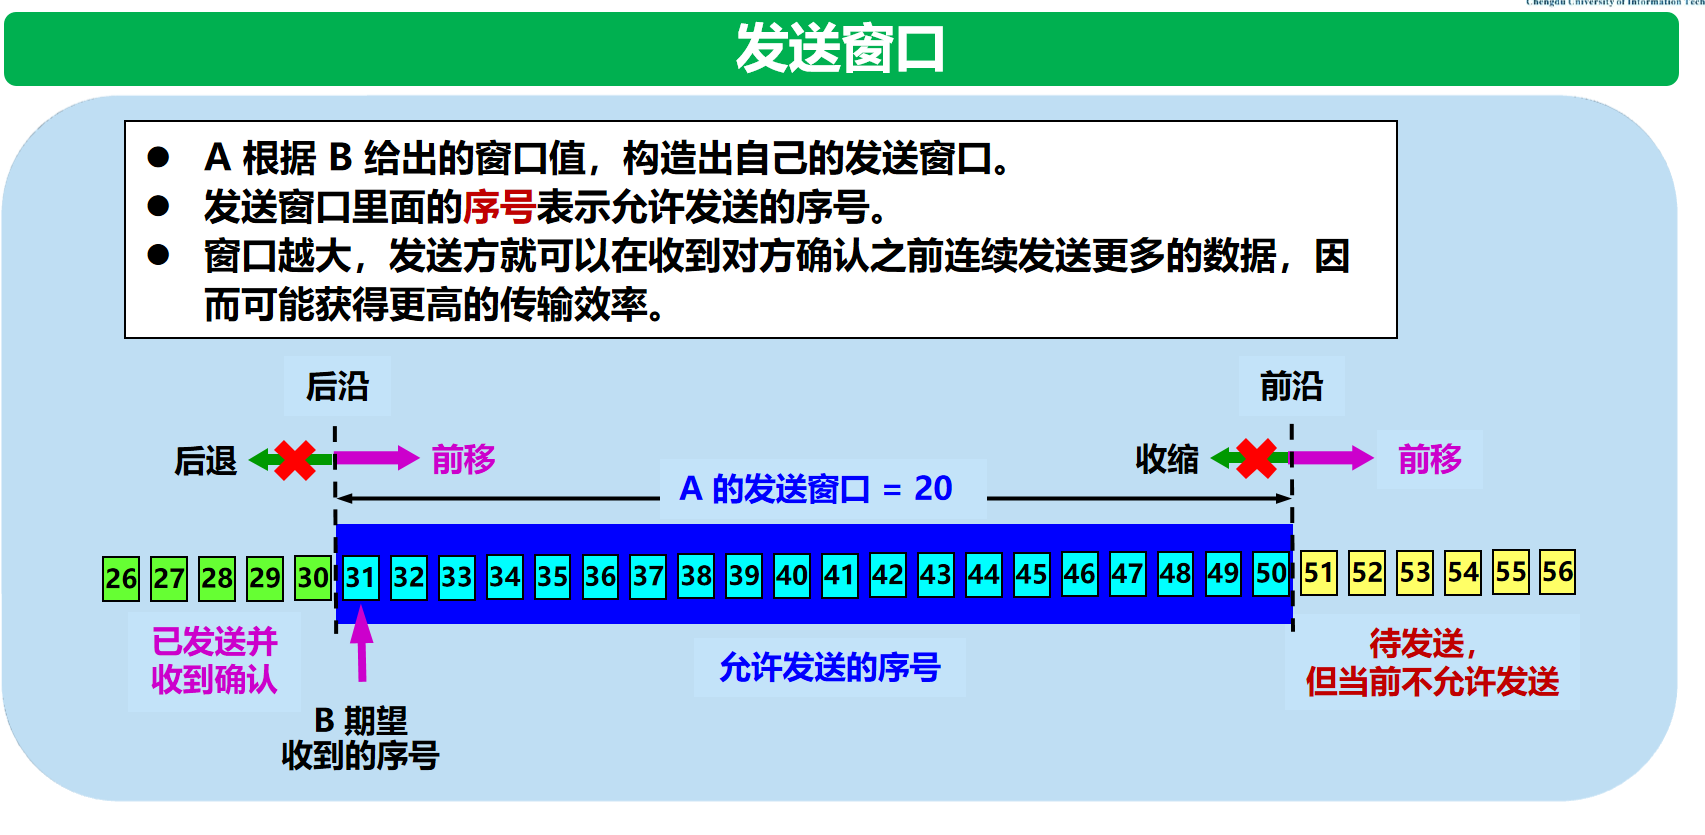 Chengdu University of Information Tech
发送窗口
● A 根据 B 给出的窗口值，构造出自己的发送窗口。
● 发送窗口里面的序号表示允许发送的序号。
● 窗口越大，发送方就可以在收到对方确认之前连续发送更多的数据，因
而可能获得更高的传输效率。
后沿
前沿
后退
前移
收缩
前移
A 的发送窗口 = 20
26 27 28 29 30 31 32 33 34 35 36 37 38 39 40 41 42 43 44 45 46 47 48 49 50 51 52 53 54 55 56
已发送并
收到确认
允许发送的序号
待发送，
但当前不允许发送
B 期望
收到的序号